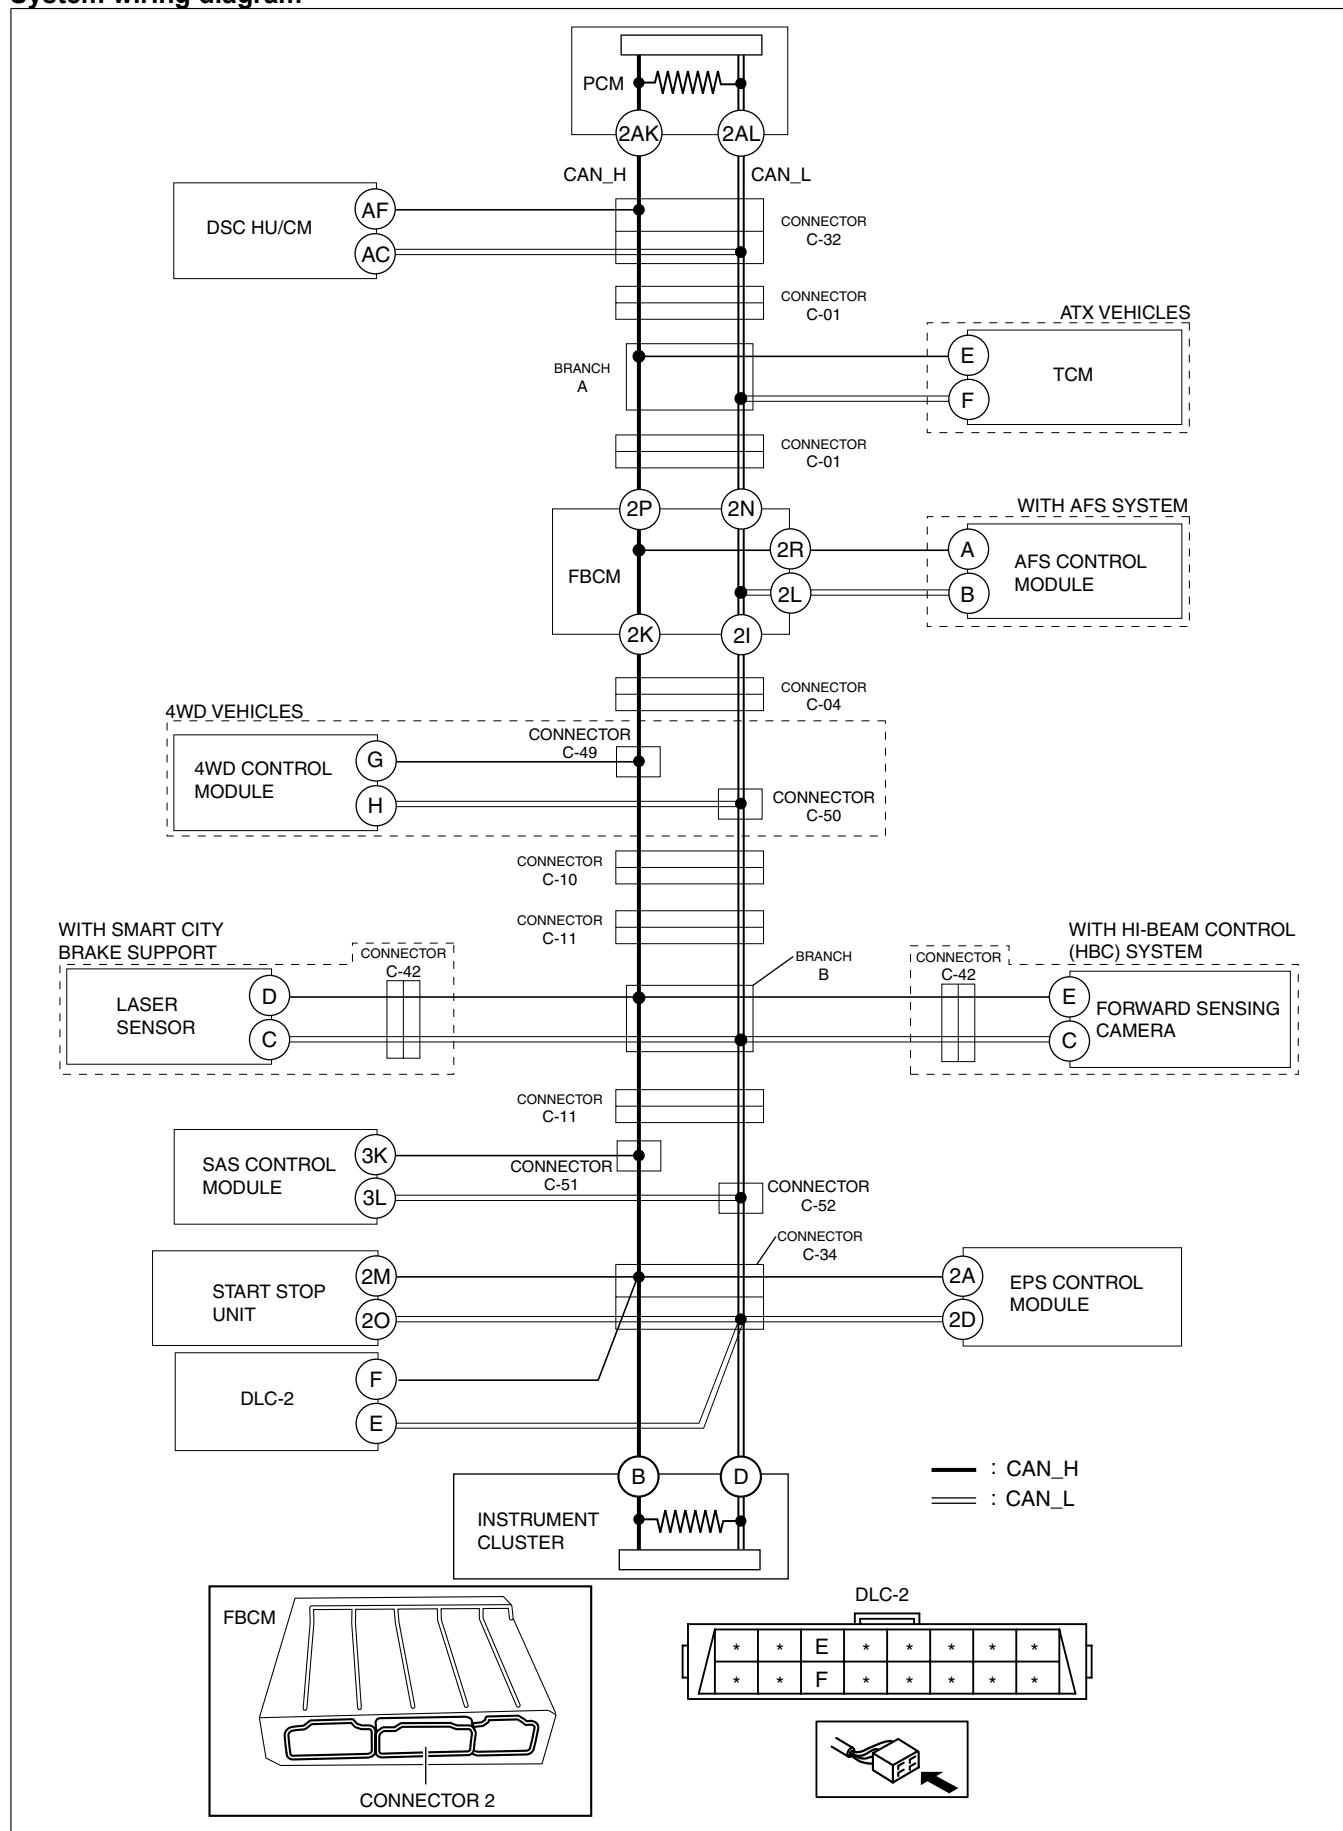 System wiring diagram
PCM
2AK
2AL
CAN_H
CAN_L
DSC HU/CM
AF
AC
CONNECTOR
C-32
CONNECTOR
C-01
ATX VEHICLES
BRANCH
A
E
F
TCM
CONNECTOR
C-01
2P
2N
WITH AFS SYSTEM
FBCM
2R
2L
A
B
AFS CONTROL
MODULE
2K
2I
CONNECTOR
C-04
4WD VEHICLES
4WD CONTROL
MODULE
G
H
CONNECTOR
C-49
CONNECTOR
C-50
CONNECTOR
C-10
CONNECTOR
C-11
WITH SMART CITY
BRAKE SUPPORT
CONNECTOR
C-42
LASER
SENSOR
D
C
BRANCH
B
WITH HI-BEAM CONTROL
(HBC) SYSTEM
CONNECTOR
C-42
E
C
FORWARD SENSING
CAMERA
CONNECTOR
C-11
SAS CONTROL
MODULE
3K
3L
CONNECTOR
C-51
CONNECTOR
C-52
CONNECTOR
C-34
START STOP
UNIT
2M
2O
2A
2D
EPS CONTROL
MODULE
DLC-2
F
E
B
D
: CAN_H
: CAN_L
INSTRUMENT
CLUSTER
FBCM
CONNECTOR 2
DLC-2
* * E * * * * *
* * F * * * * *